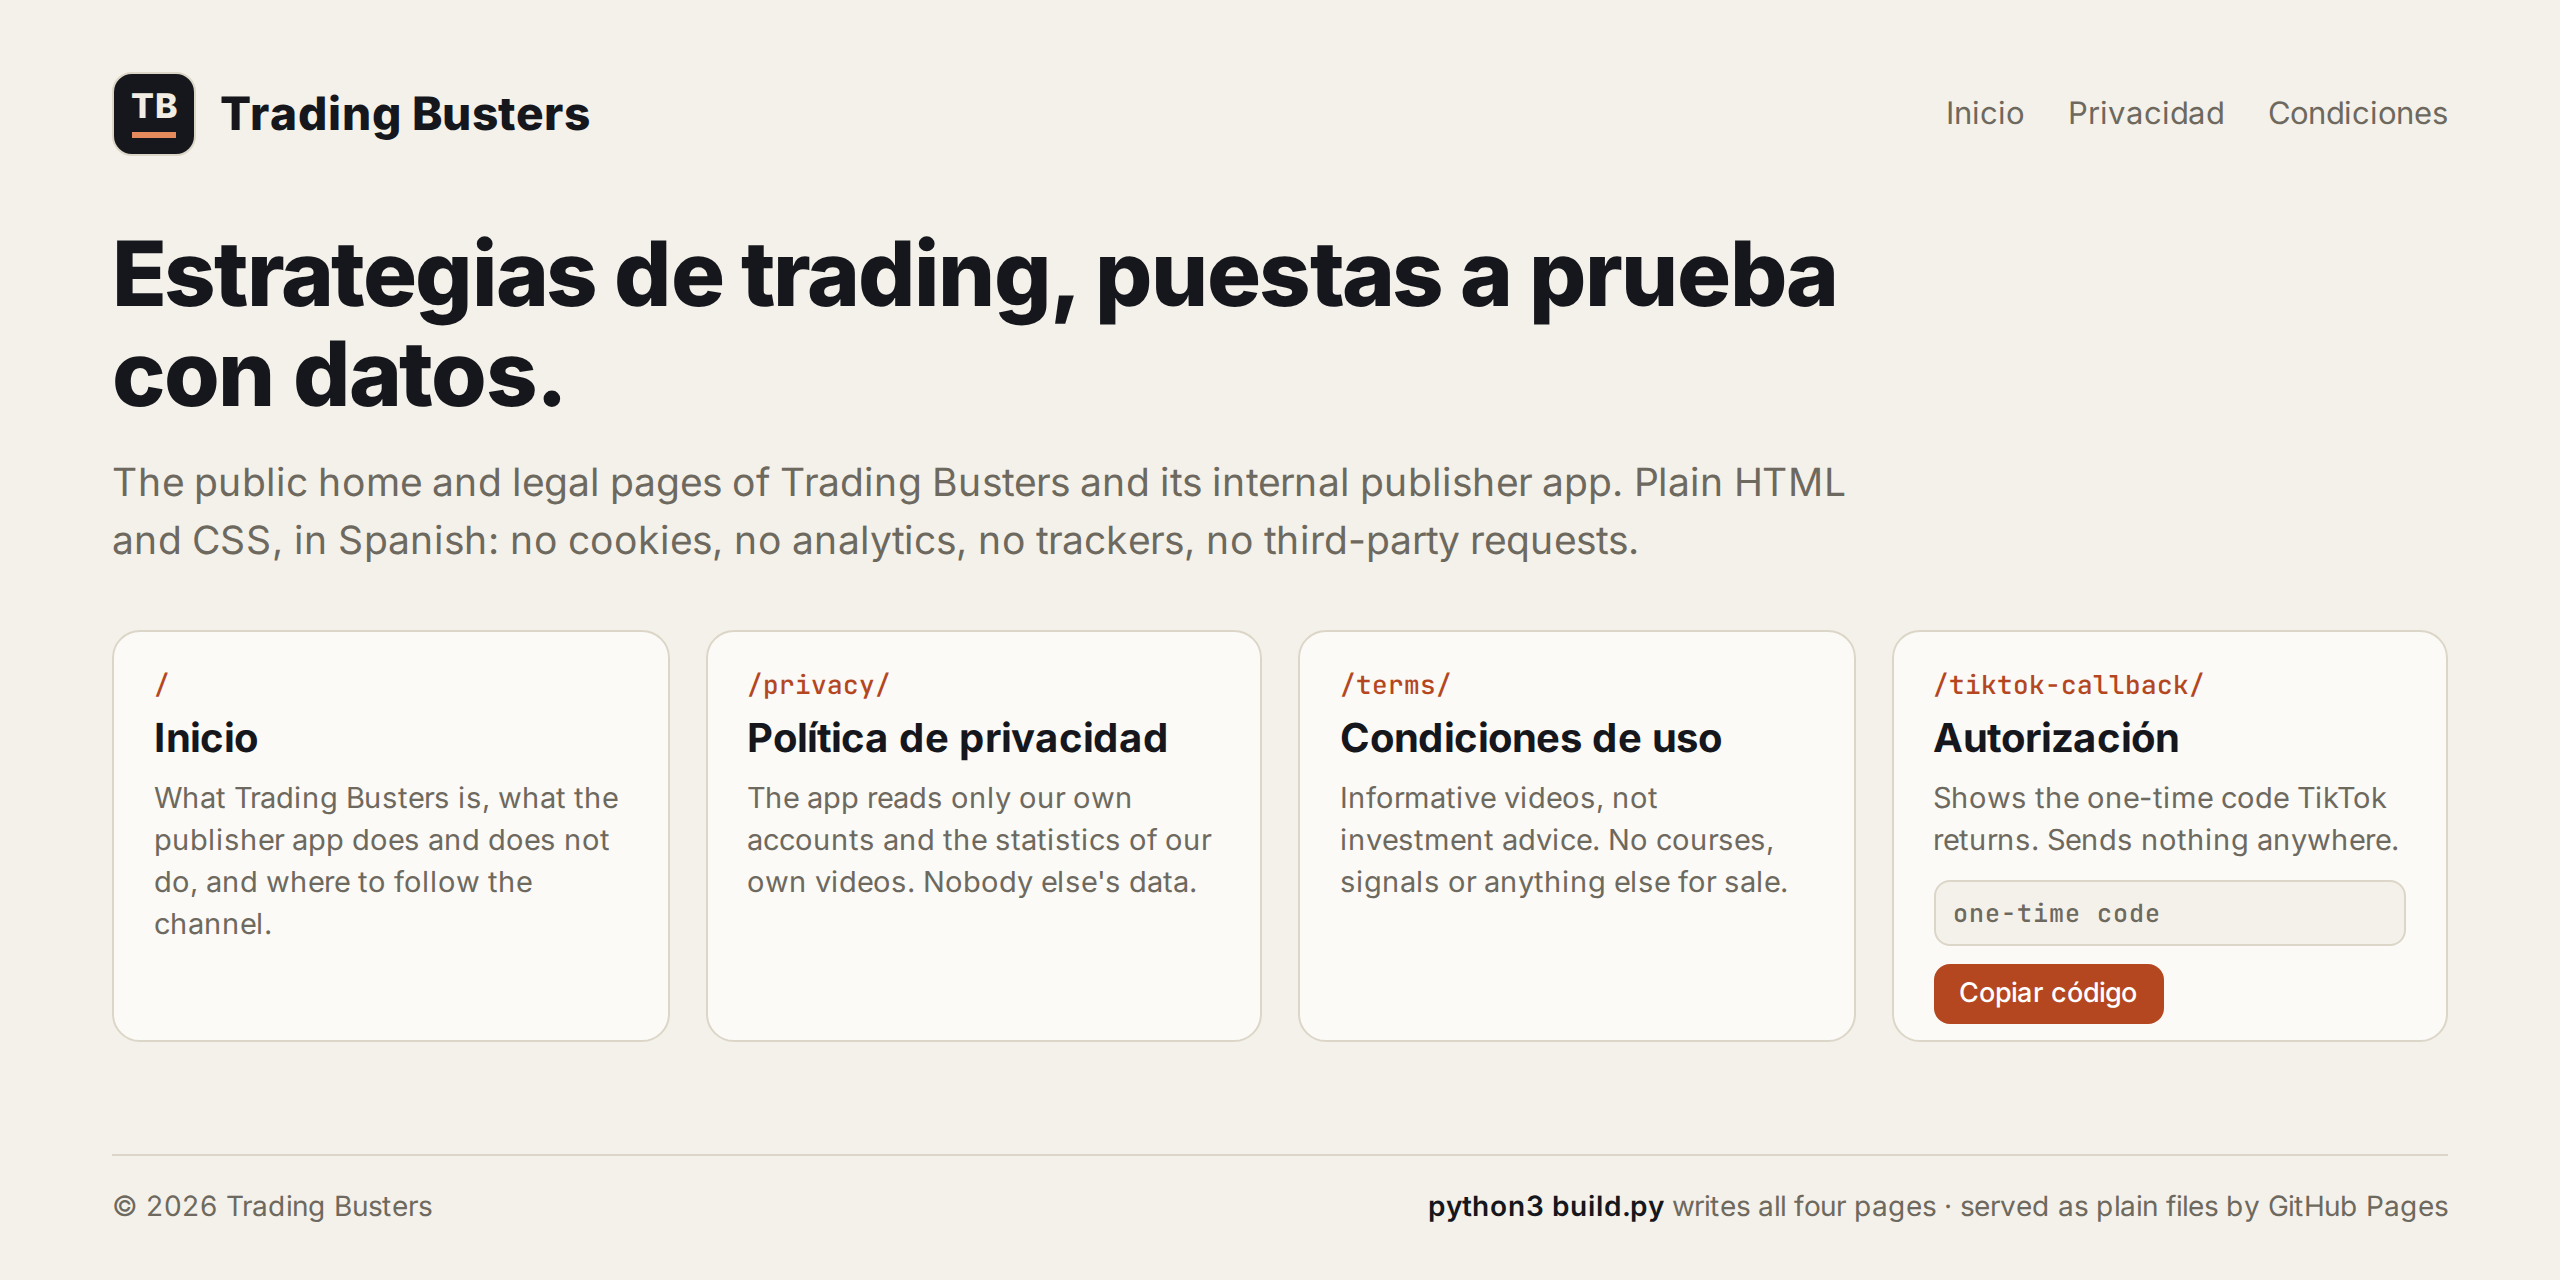 TB
Trading Busters
Inicio
Privacidad
Condiciones
Estrategias de trading, puestas a prueba
con datos.
The public home and legal pages of Trading Busters and its internal publisher app. Plain HTML
and CSS, in Spanish: no cookies, no analytics, no trackers, no third-party requests.
/
Inicio
What Trading Busters is, what the
publisher app does and does not
do, and where to follow the
channel.
/privacy/
Política de privacidad
The app reads only our own
accounts and the statistics of our
own videos. Nobody else's data.
/terms/
Condiciones de uso
Informative videos, not
investment advice. No courses,
signals or anything else for sale.
/tiktok-callback/
Autorización
Shows the one-time code TikTok
returns. Sends nothing anywhere.
one-time code
Copiar código
© 2026 Trading Busters
python3 build.py writes all four pages · served as plain files by GitHub Pages